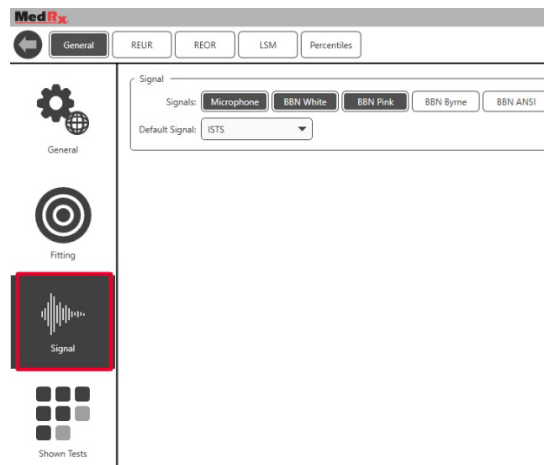 MedRx
General REUR REOR LSM Percentiles
Signal
Signals: Microphone BBN White BBN Pink BBN Byrne BBN ANSI
Default Signal: ISTS
General
Fitting
Signal
Shown Tests